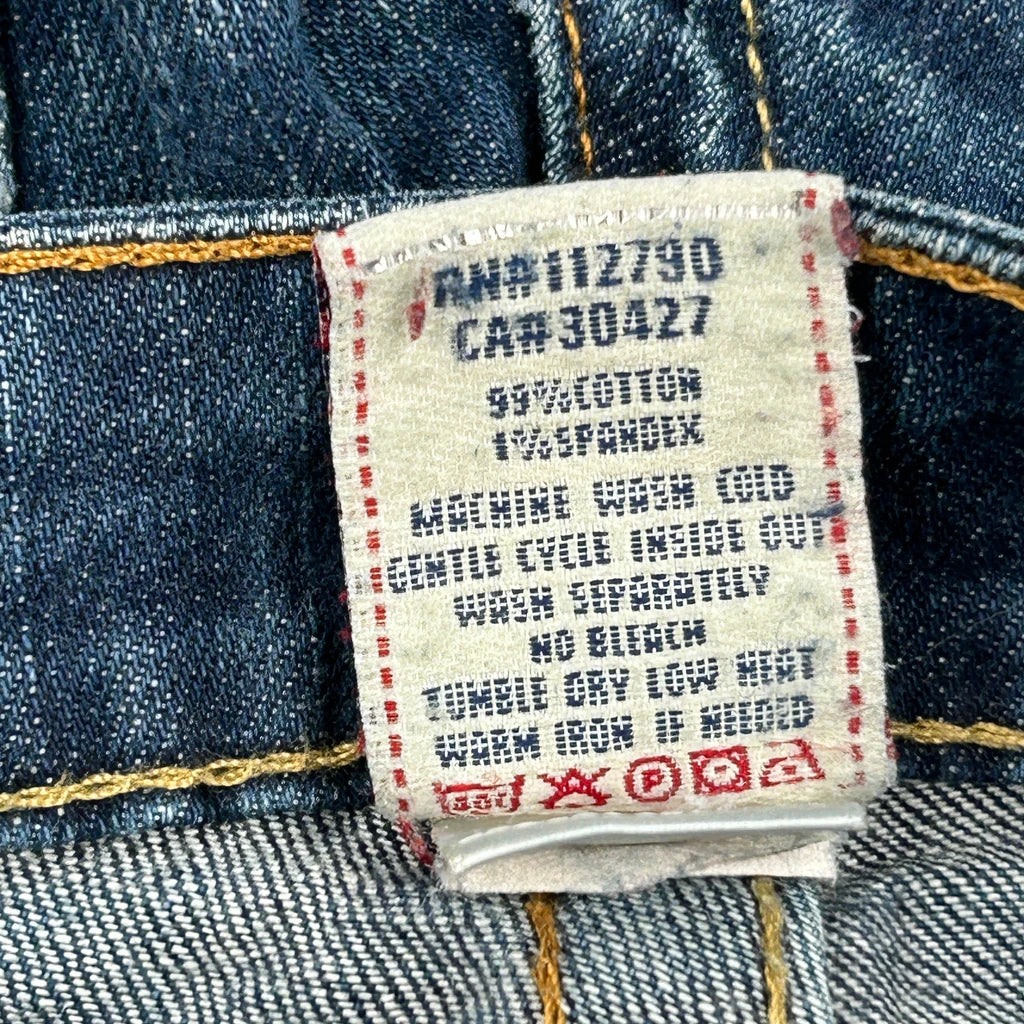 RN#112790
CA#30427
99%COTTON
1%SPANDEX
MACHINE WASH COLD
GENTLE CYCLE INSIDE OUT
WASH SEPARATELY
NO BLEACH
TUMBLE DRY LOW HEAT
WARM IRON IF NEEDED
P